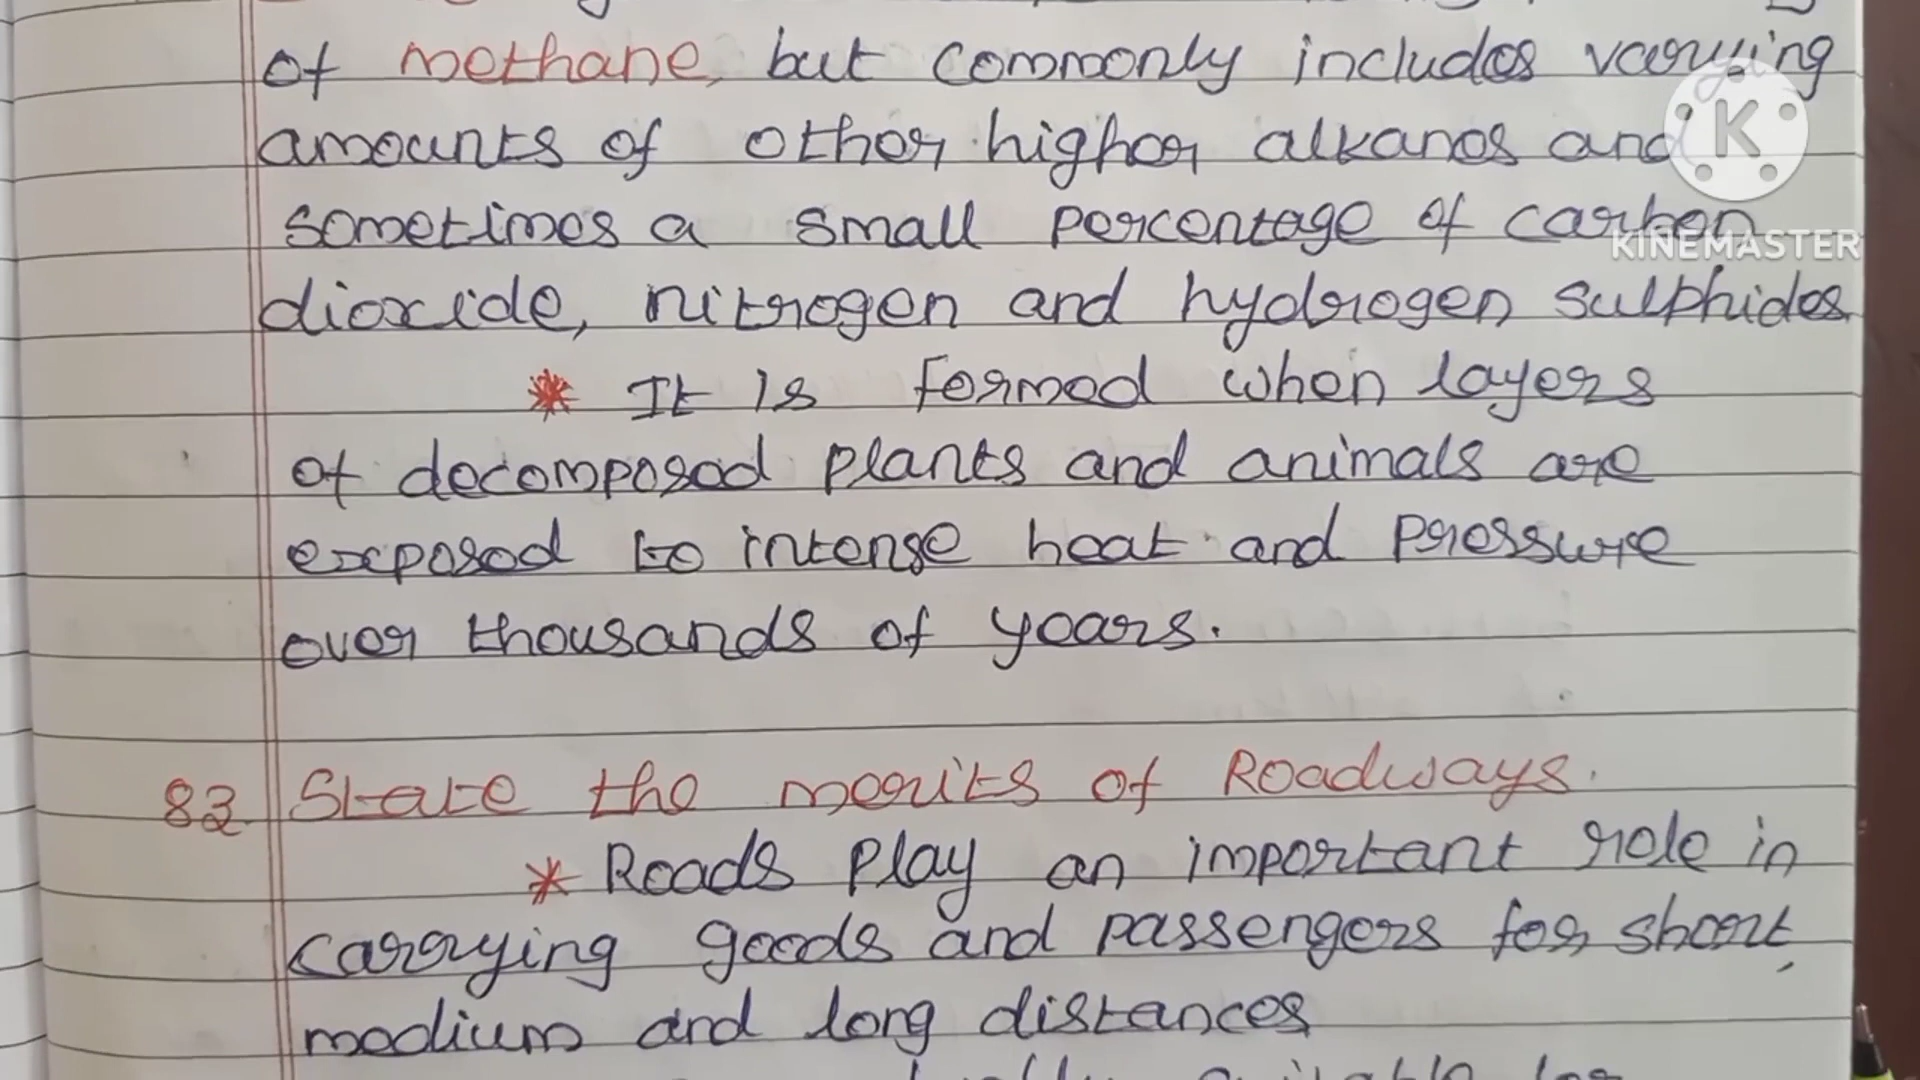 of methane, but commonly includes varying
amounts of other higher alkanes and
sometimes a small percentage of carbon
dioxide, nitrogen and hydrogen sulphides
* It is formed when layers
of decomposed plants and animals are
exposed to intense heat and pressure
over thousands of years.
82. State the merits of Roadways.
* Roads play an important role in
carrying goods and passengers for short,
medium and long distances
K
KINEMASTER